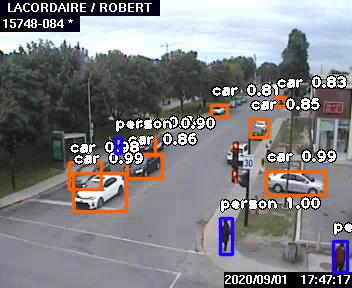 LACORDAIRE / ROBERT
15748-084 *
car 0.83
car 0.81
car 0.85
person 0.90
car 0.86
car 0.98
car 0.99
car 0.99
30
person 1.00
pe
2020/09/01 17:47:17